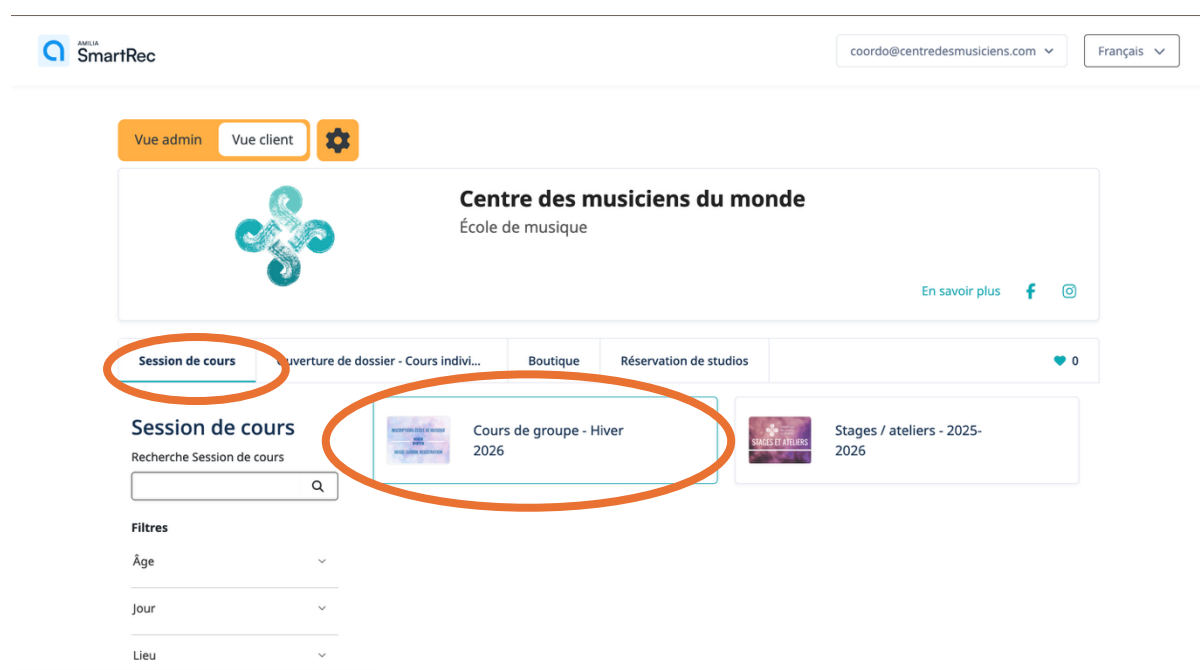 AMILIA
SmartRec
coordo@centredesmusiciens.com
Français
Vue admin
Vue client
Centre des musiciens du monde
École de musique
En savoir plus
Session de cours
Ouverture de dossier - Cours indivi...
Boutique
Réservation de studios
0
Session de cours
Recherche Session de cours
Filtres
Âge
Jour
Lieu
Cours de groupe - Hiver
2026
STAGES ET ATELIERS
Stages / ateliers - 2025-
2026